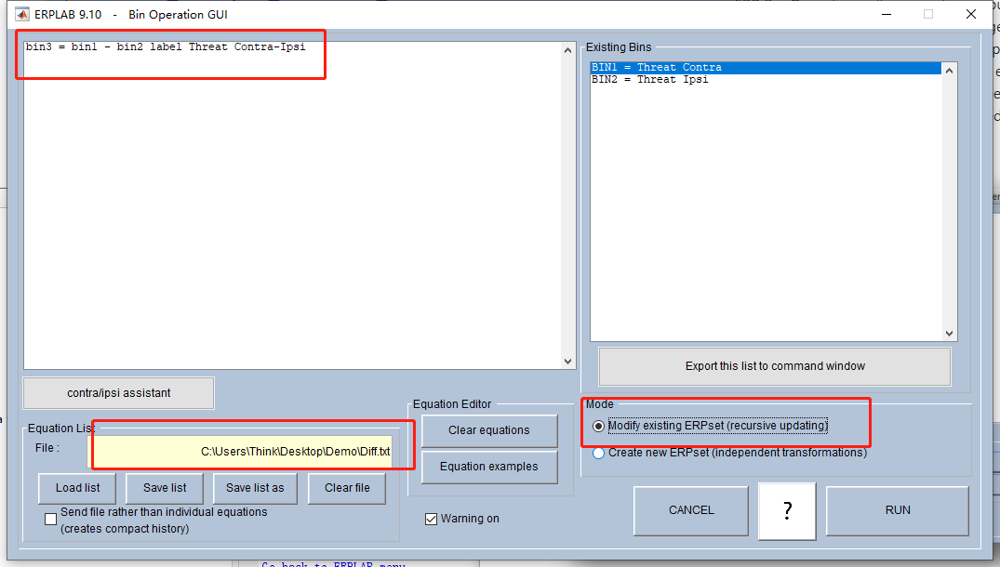 ERPLAB 9.10 - Bin Operation GUI
bin3 = bin1 - bin2 label Threat Contra-Ipsi
Existing Bins
BIN1 = Threat Contra
BIN2 = Threat Ipsi
Export this list to command window
contra/ipsi assistant
Equation List
File :
C:\Users\Think\Desktop\Demo\Diff.txt
Load list
Save list
Save list as
Clear file
Send file rather than individual equations
(creates compact history)
Equation Editor
Clear equations
Equation examples
Warning on
Mode
Modify existing ERPset (recursive updating)
Create new ERPset (independent transformations)
CANCEL
?
RUN
Go back to ERPLAB menu